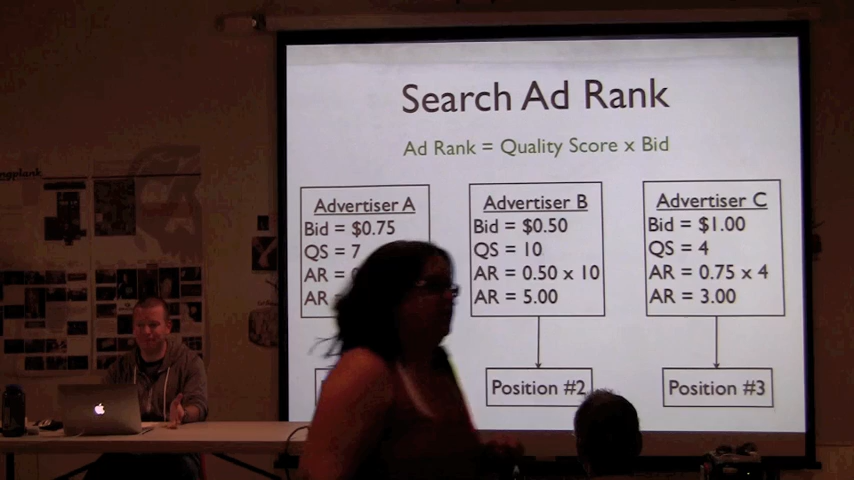 Search Ad Rank
Ad Rank = Quality Score x Bid
Advertiser A
Bid = $0.75
QS = 7
AR =
AR
Advertiser B
Bid = $0.50
QS = 10
AR = 0.50 x 10
AR = 5.00
Position #2
Advertiser C
Bid = $1.00
QS = 4
AR = 0.75 x 4
AR = 3.00
Position #3
ngplank